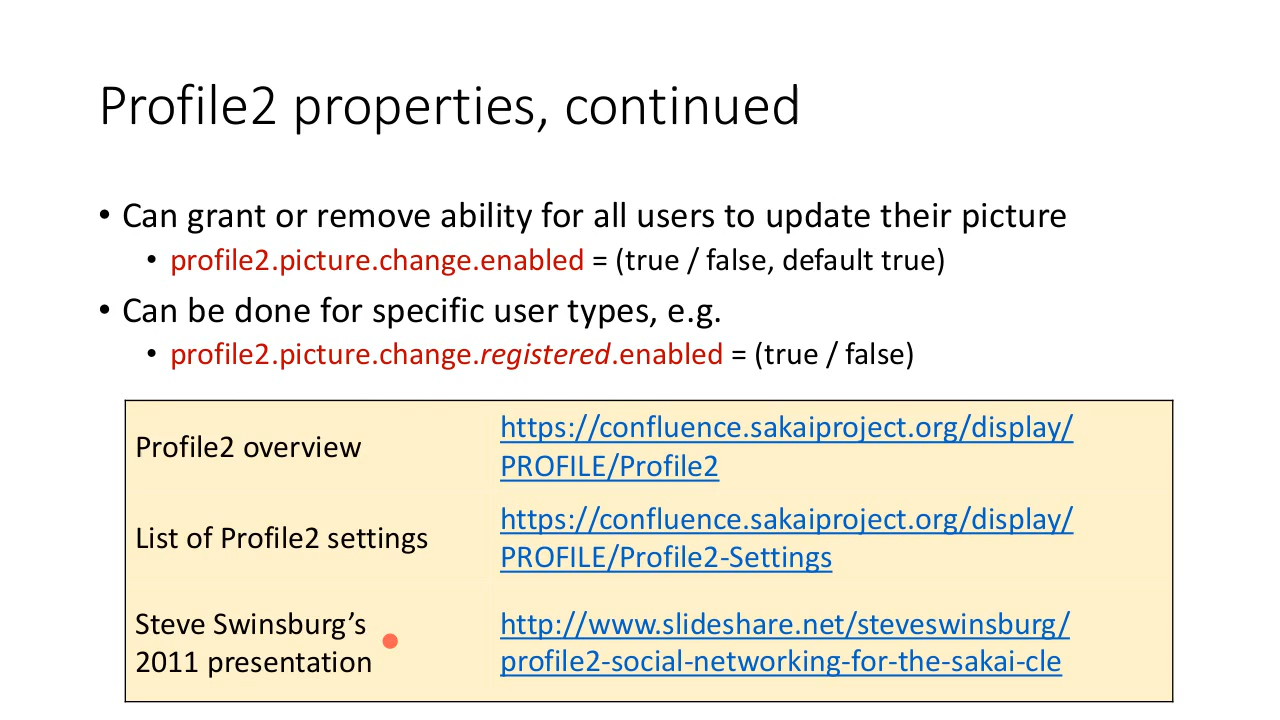 Profile2 properties, continued
• Can grant or remove ability for all users to update their picture
• profile2.picture.change.enabled = (true / false, default true)
• Can be done for specific user types, e.g.
• profile2.picture.change.registered.enabled = (true / false)
Profile2 overview
https://confluence.sakaiproject.org/display/
PROFILE/Profile2
List of Profile2 settings
https://confluence.sakaiproject.org/display/
PROFILE/Profile2-Settings
Steve Swinsburg’s
2011 presentation
http://www.slideshare.net/steveswinsburg/
profile2-social-networking-for-the-sakai-cle